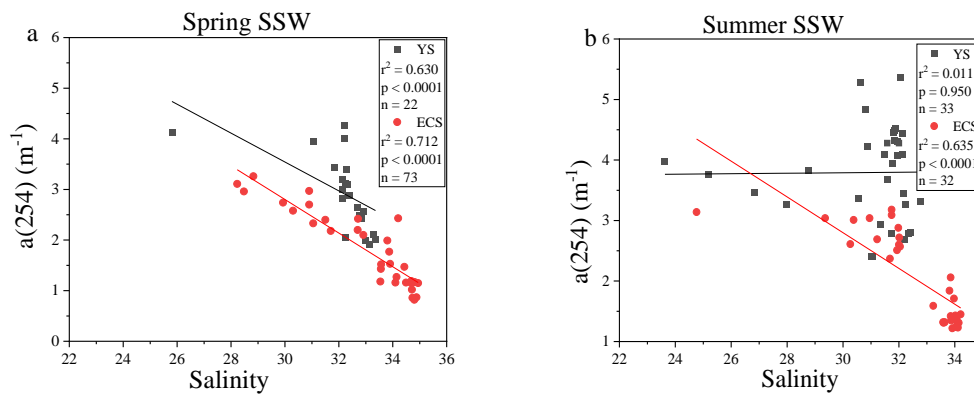 Spring SSW
a
6
5
4
3
2
1
0
a(254) (m⁻¹)
22 24 26 28 30 32 34 36
Salinity
YS
r² = 0.630
p < 0.0001
n = 22
ECS
r² = 0.712
p < 0.0001
n = 73
Summer SSW
b
6
5
4
3
2
1
a(254) (m⁻¹)
22 24 26 28 30 32 34
Salinity
YS
r² = 0.011
p = 0.950
n = 33
ECS
r² = 0.635
p < 0.0001
n = 32